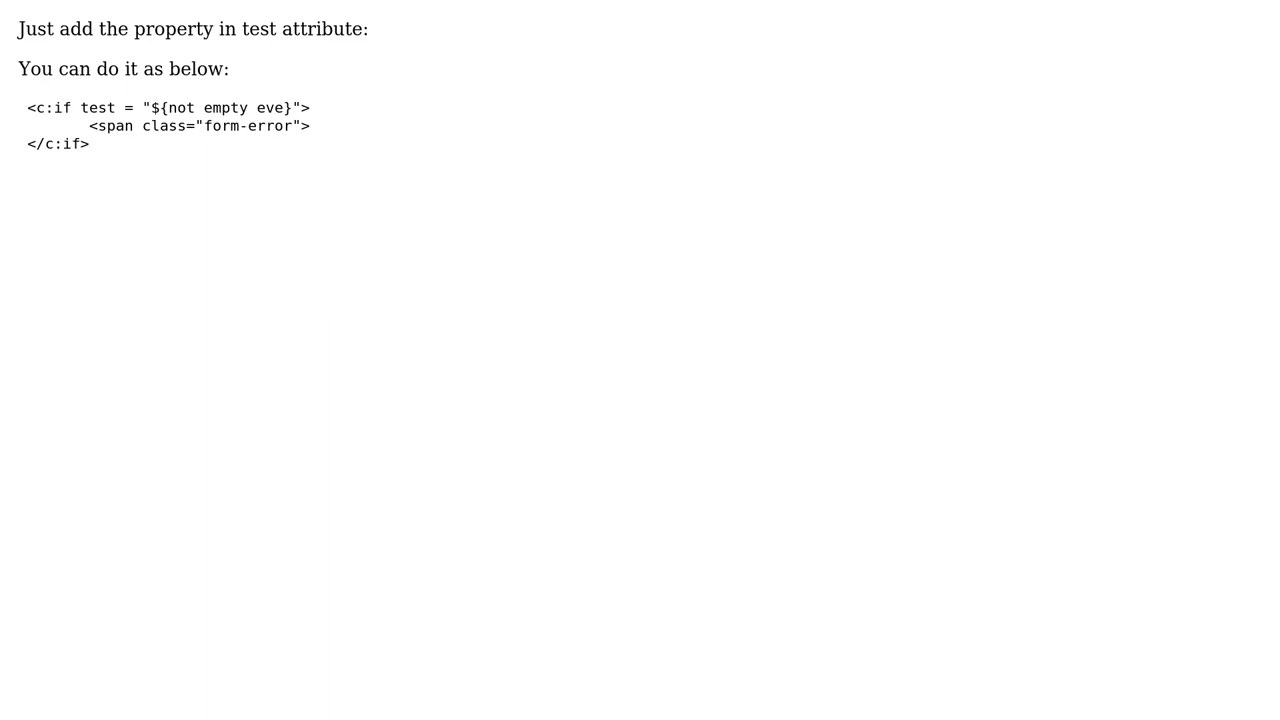 Just add the property in test attribute:
You can do it as below:
<c:if test = "${not empty eve}">
<span class="form-error">
</c:if>